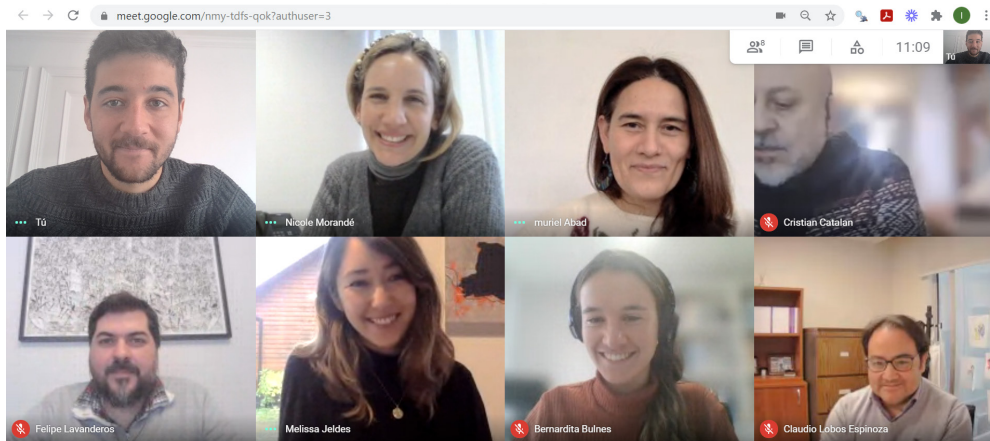 meet.google.com/nmy-tdfs-qok?authuser=3
8
11:09
Tú
Tú
Nicole Morandé
muriel Abad
Cristian Catalan
Felipe Lavanderos
Melissa Jeldes
Bernardita Bulnes
Claudio Lobos Espinoza